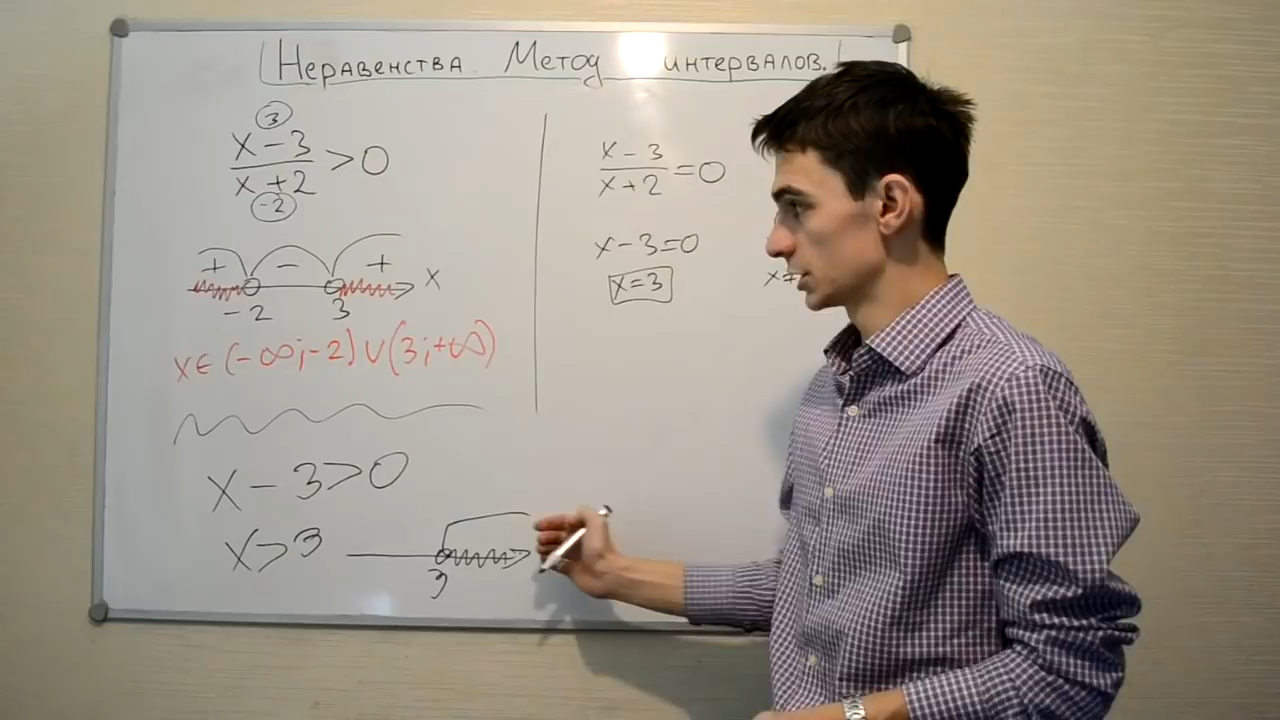 Неравенства. Метод интервалов.
3
x - 3
x + 2
> 0
-2
+ - + x
-2 3
x ∈ (-∞; -2) ∪ (3; +∞)
x - 3 > 0
x > 3
3
x - 3
x + 2
= 0
x - 3 = 0
x = 3
x ≠